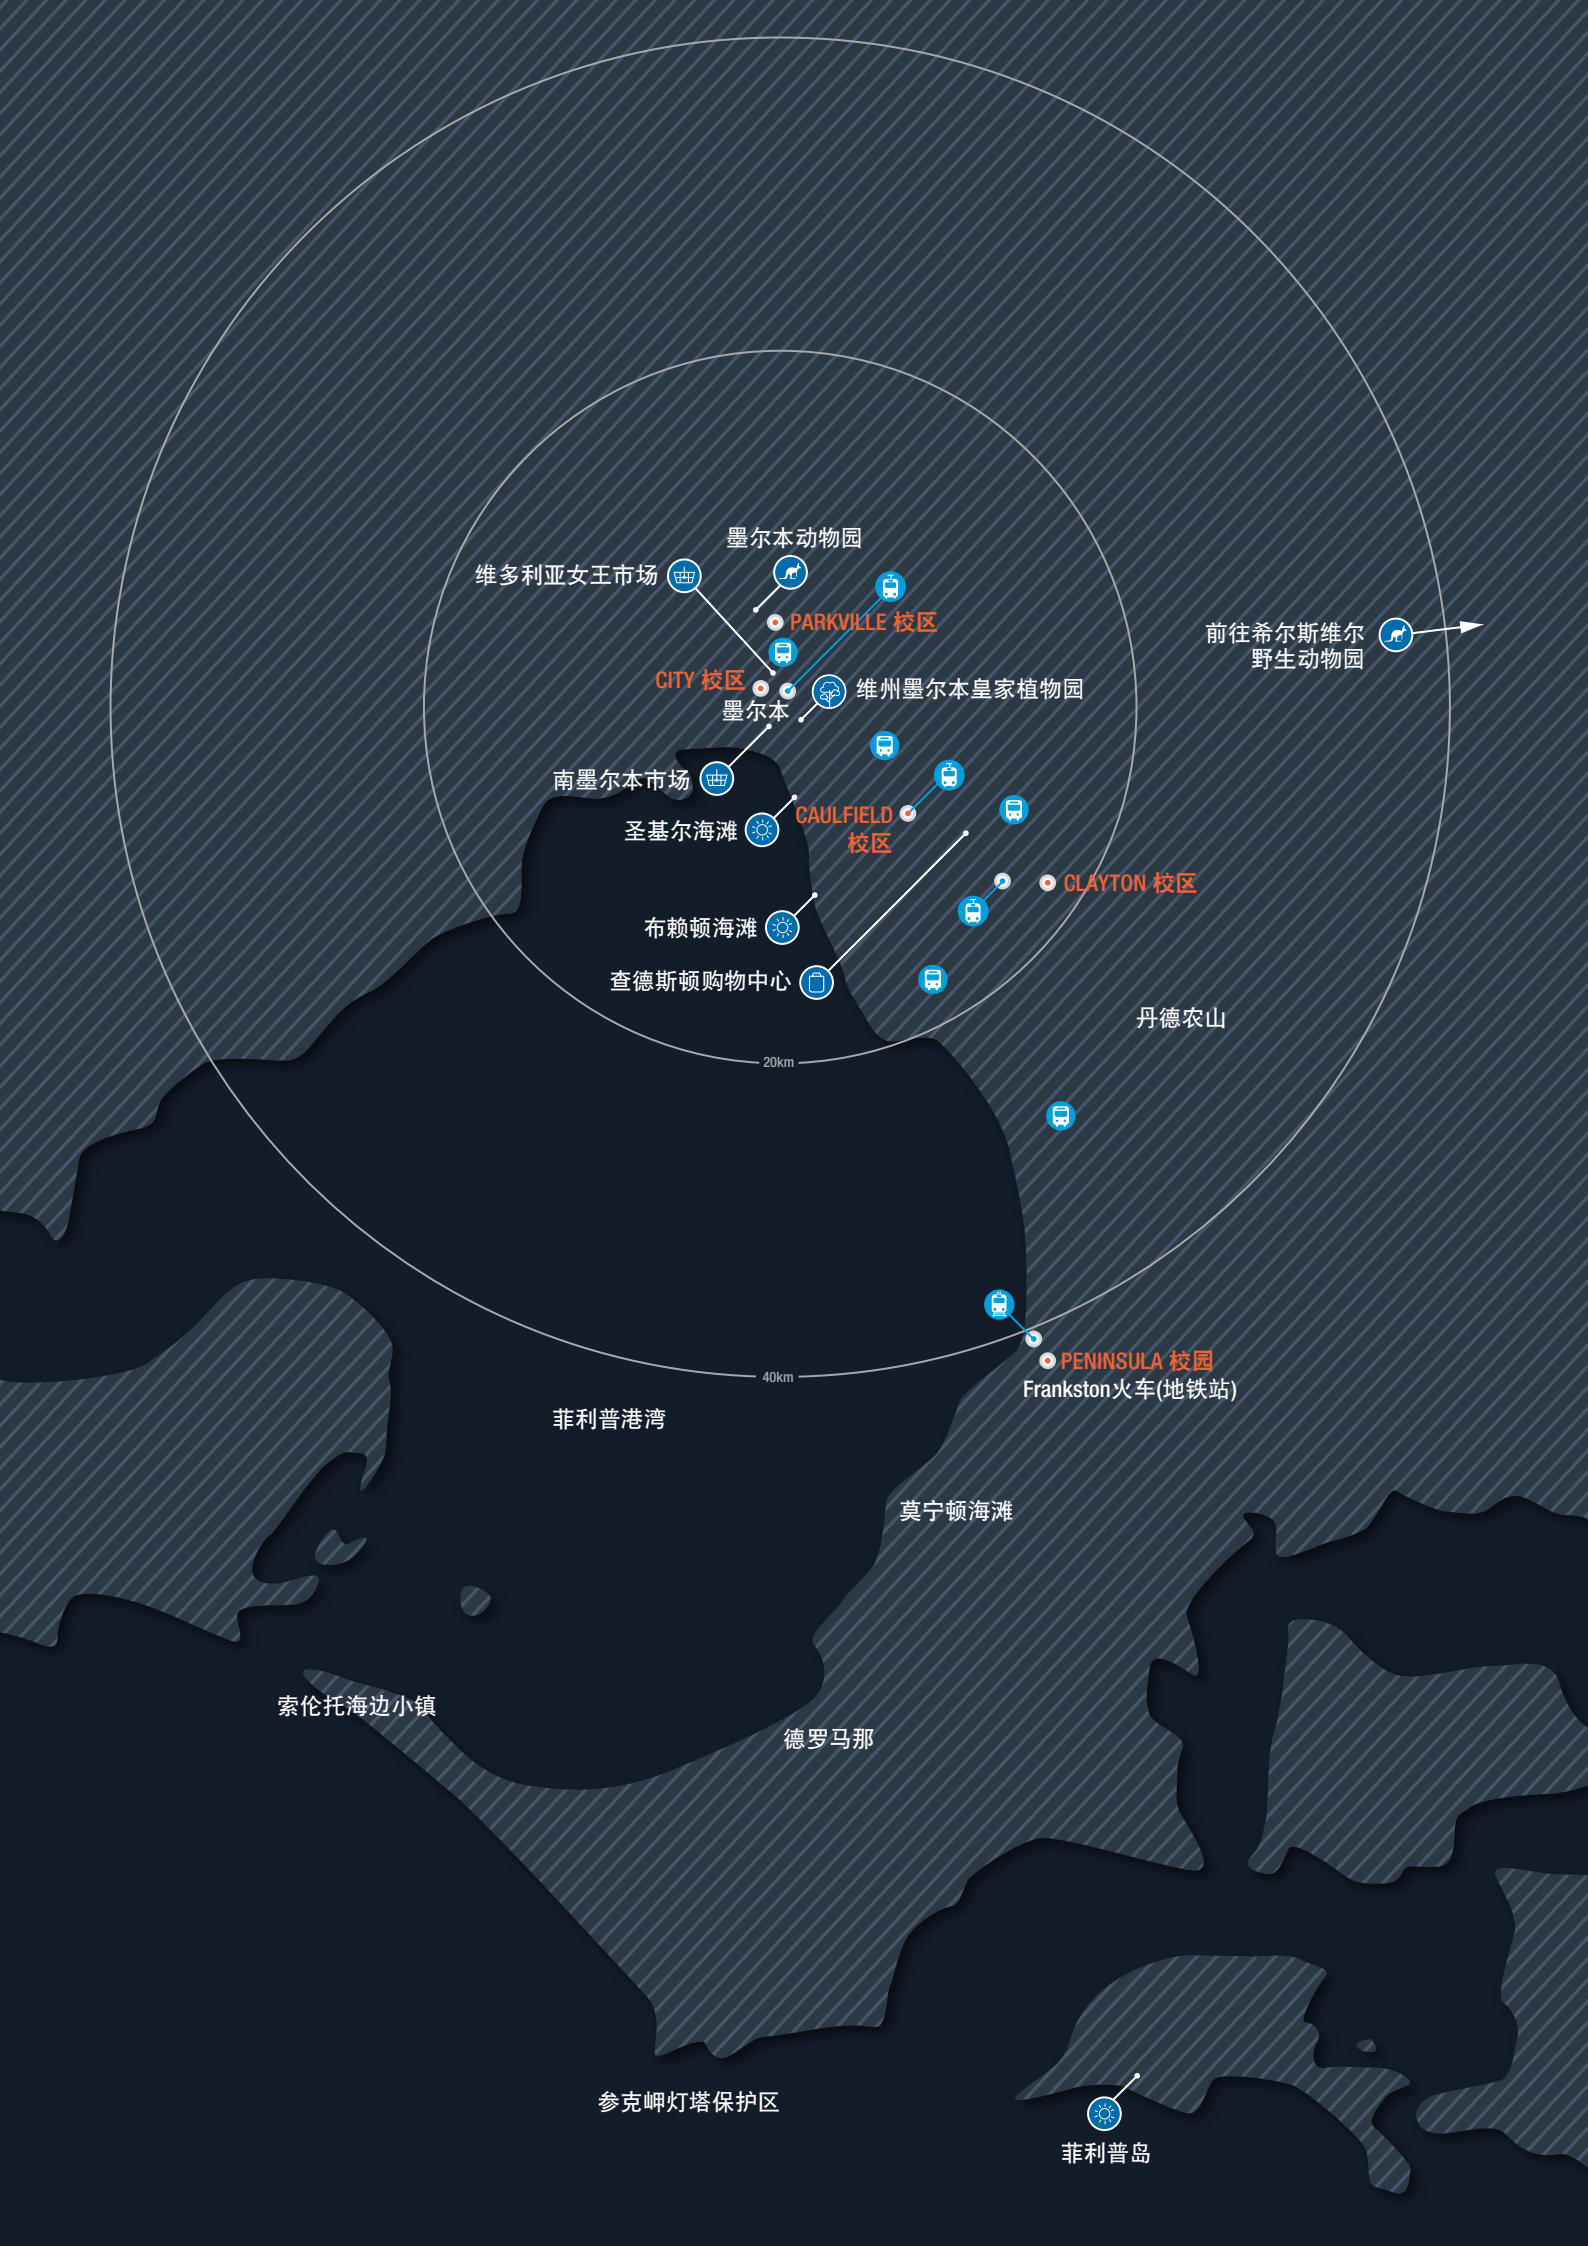 墨尔本动物园
维多利亚女王市场
PARKVILLE 校区
前往希尔斯维尔
野生动物园
CITY 校区
维州墨尔本皇家植物园
墨尔本
南墨尔本市场
圣基尔海滩
CAULFIELD
校区
CLAYTON 校区
布赖顿海滩
查德斯顿购物中心
丹德农山
20km
PENINSULA 校园
40km
Frankston火车(地铁站)
菲利普港湾
莫宁顿海滩
索伦托海边小镇
德罗马那
参克岬灯塔保护区
菲利普岛